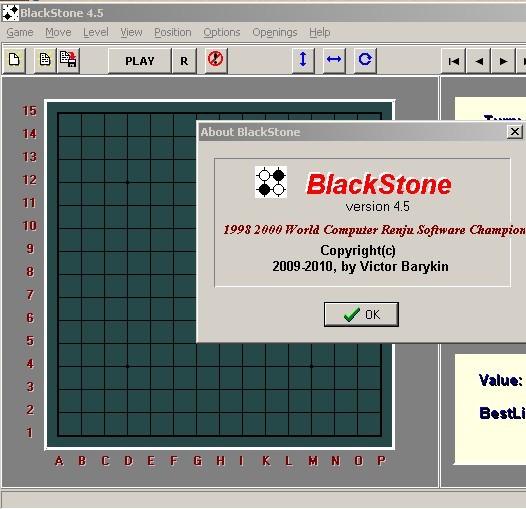 BlackStone 4.5
Game Move Level View Position Options Openings Help
PLAY R
15
14
13
12
11
10
9
8
7
6
5
4
3
2
1
A B C D E F G H I K L M N O P
About BlackStone
BlackStone
version 4.5
1998 2000 World Computer Renju Software Champion
Copyright(c)
2009-2010, by Victor Barykin
OK
Value:
BestLi